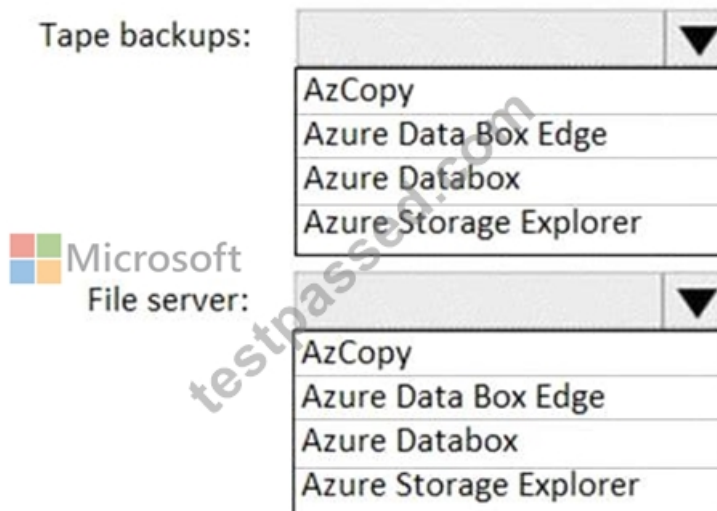 Tape backups:
AzCopy
Azure Data Box Edge
Azure Databox
Azure Storage Explorer
Microsoft
File server:
AzCopy
Azure Data Box Edge
Azure Databox
Azure Storage Explorer
testpassed.com